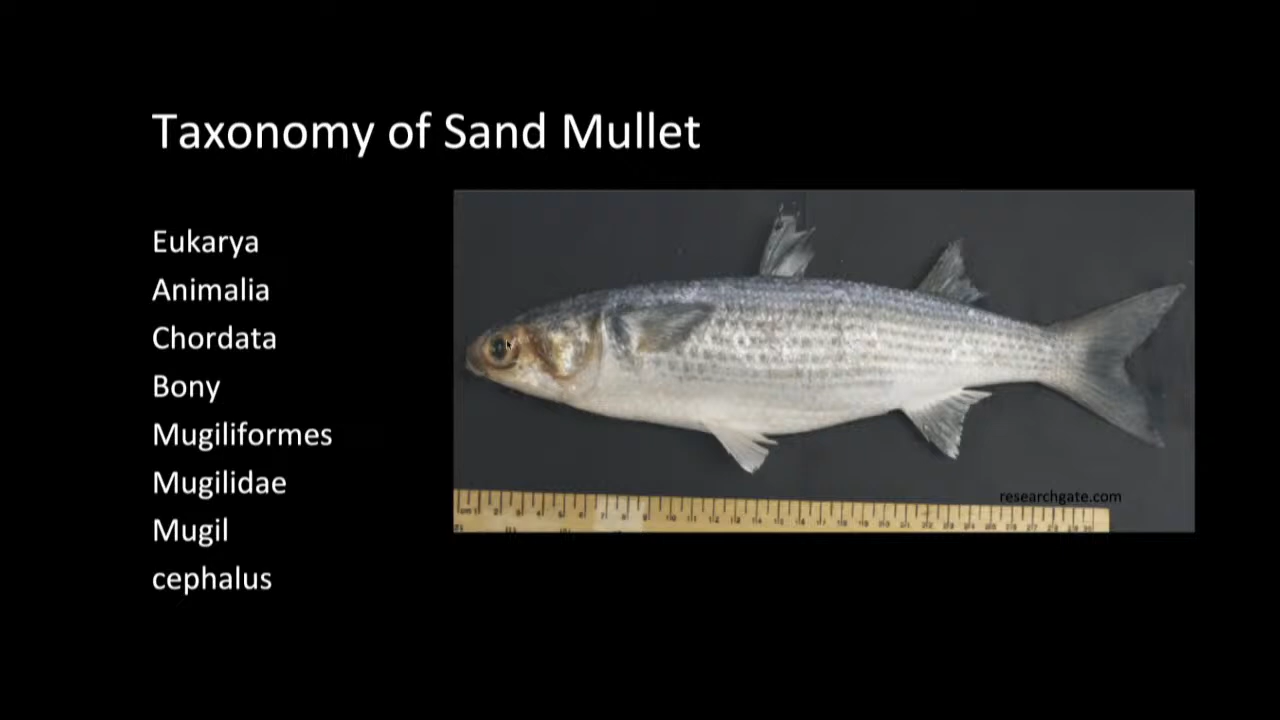 Taxonomy of Sand Mullet
Eukarya
Animalia
Chordata
Bony
Mugiliformes
Mugilidae
Mugil
cephalus
researchgate.com